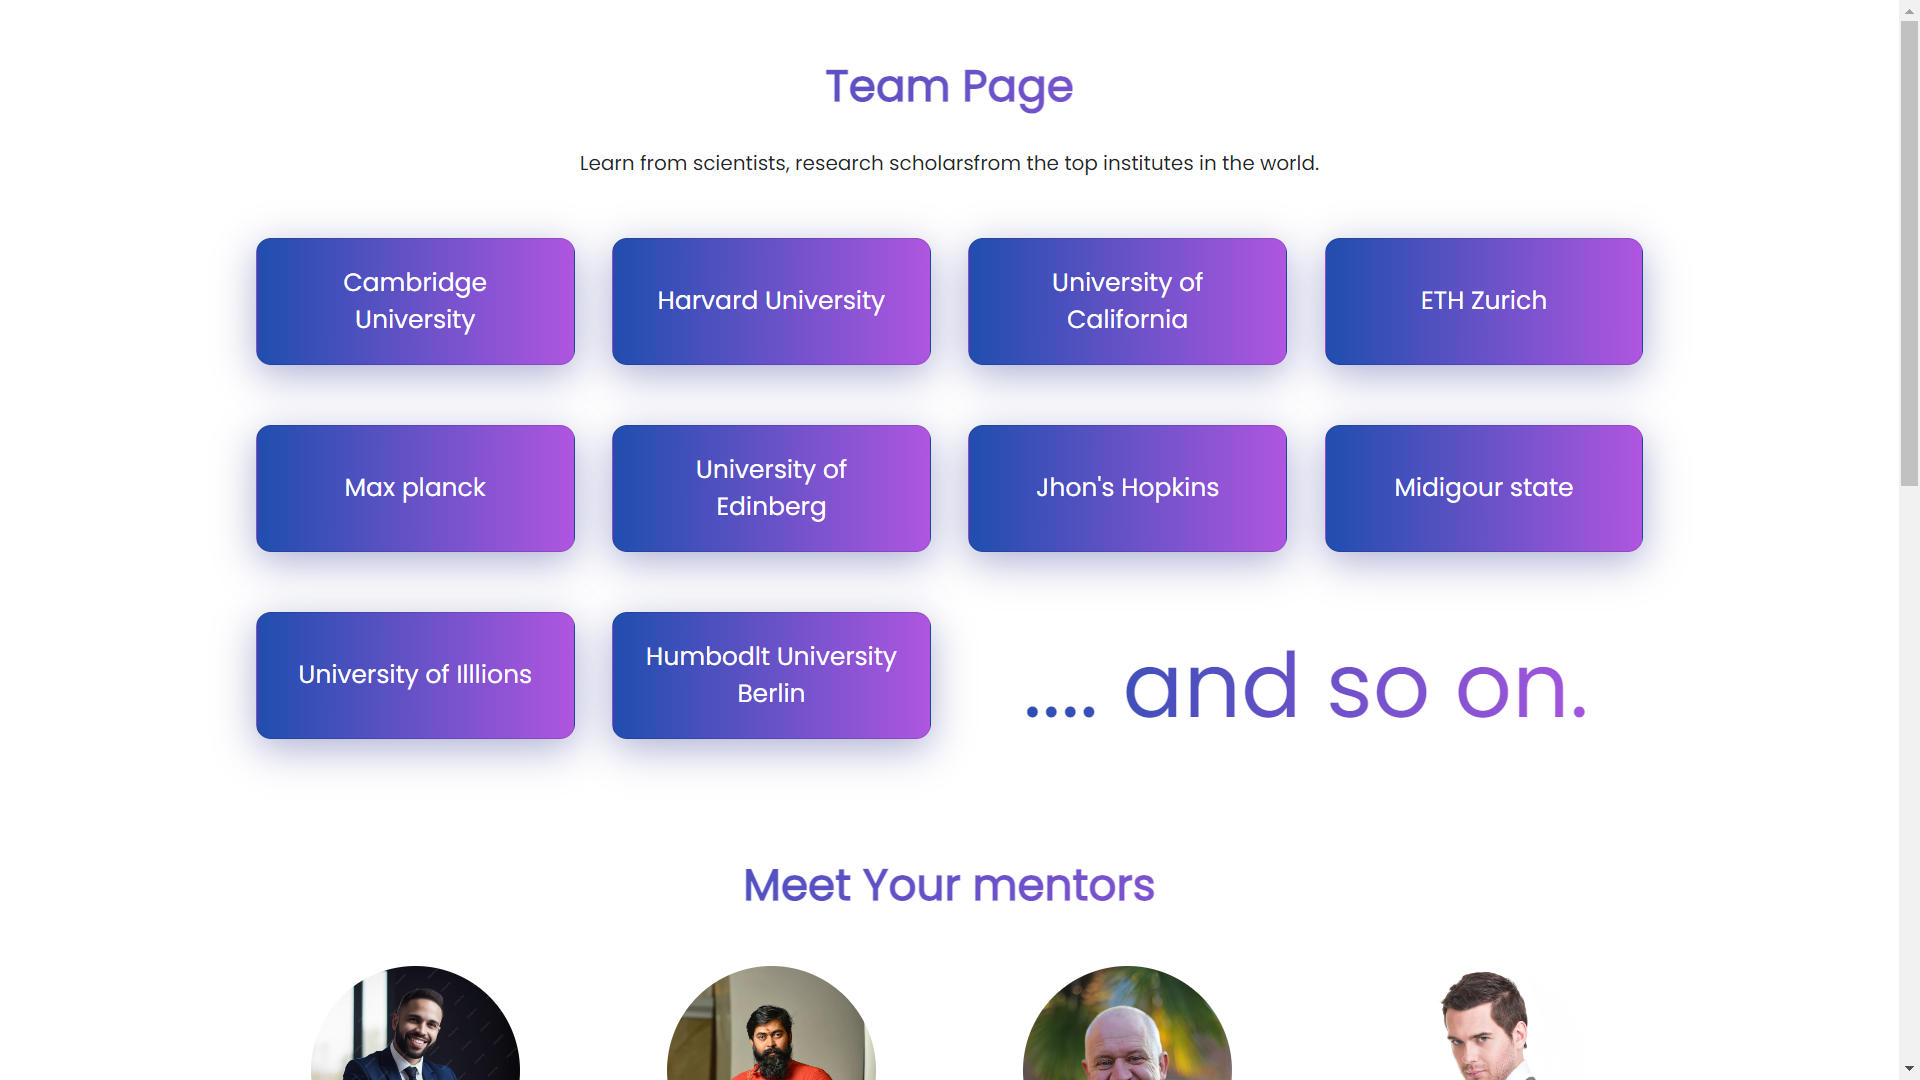 Team Page
Learn from scientists, research scholarsfrom the top institutes in the world.
Cambridge
University
Harvard University
University of
California
ETH Zurich
Max planck
University of
Edinberg
Jhon's Hopkins
Midigour state
University of Illlions
Humbodlt University
Berlin
.... and so on.
Meet Your mentors